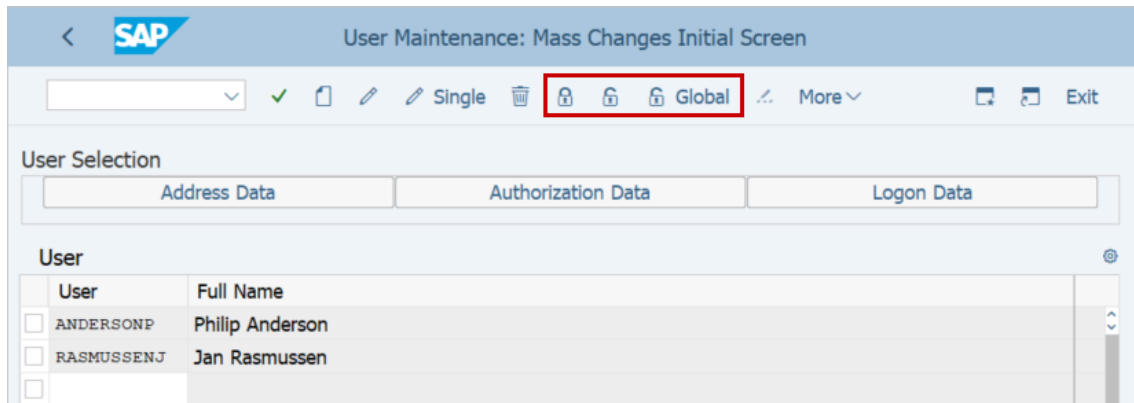 SAP User Maintenance: Mass Changes Initial Screen
Single Global More Exit
User Selection
Address Data Authorization Data Logon Data
User
User Full Name
ANDERSONP Philip Anderson
RASMUSSENJ Jan Rasmussen